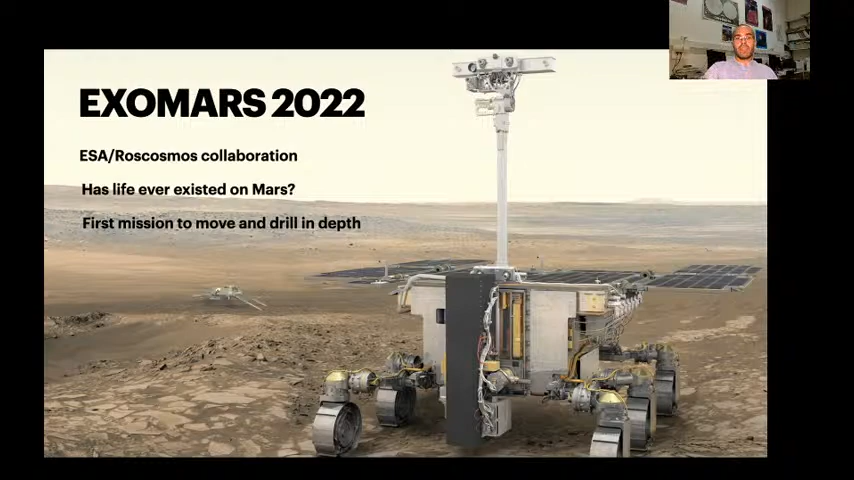 EXOMARS 2022
ESA/Roscosmos collaboration
Has life ever existed on Mars?
First mission to move and drill in depth